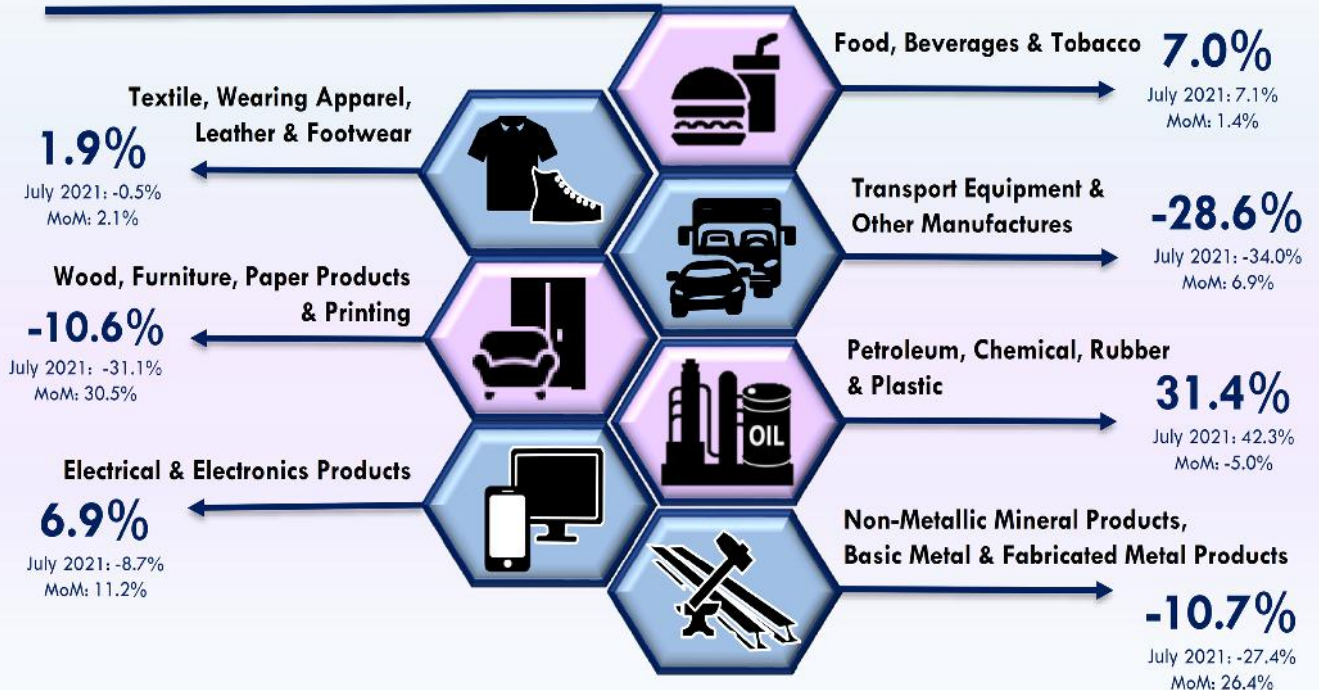 Food, Beverages & Tobacco
7.0%
July 2021: 7.1%
MoM: 1.4%
Textile, Wearing Apparel,
Leather & Footwear
1.9%
July 2021: -0.5%
MoM: 2.1%
Transport Equipment &
Other Manufactures
-28.6%
July 2021: -34.0%
MoM: 6.9%
Wood, Furniture, Paper Products
& Printing
-10.6%
July 2021: -31.1%
MoM: 30.5%
Petroleum, Chemical, Rubber
& Plastic
31.4%
July 2021: 42.3%
MoM: -5.0%
OIL
Electrical & Electronics Products
6.9%
July 2021: -8.7%
MoM: 11.2%
Non-Metallic Mineral Products,
Basic Metal & Fabricated Metal Products
-10.7%
July 2021: -27.4%
MoM: 26.4%